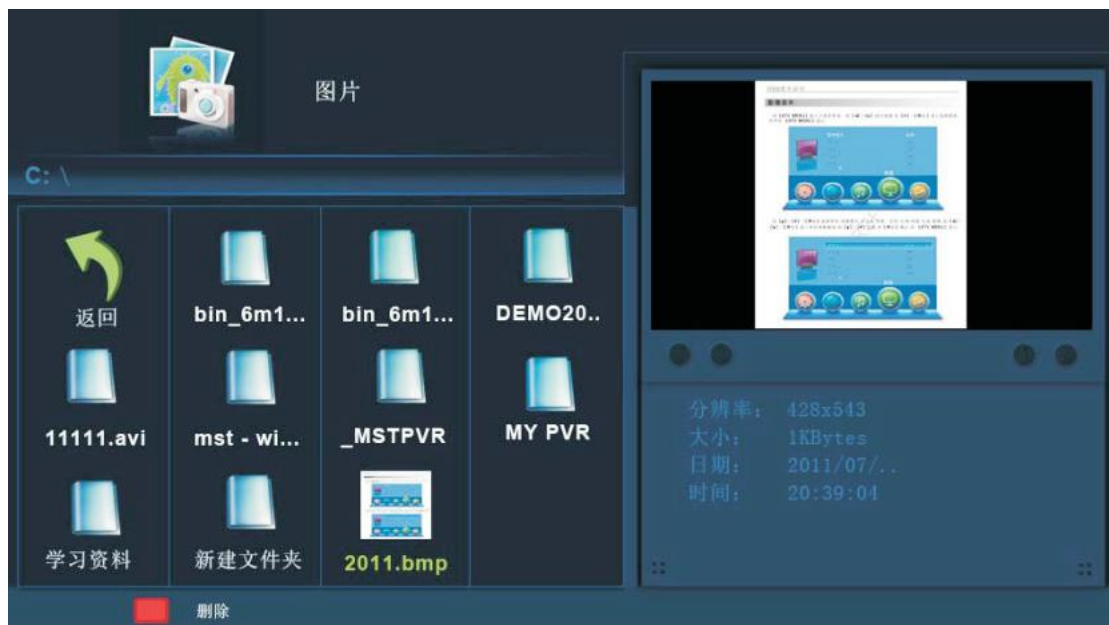 图片
C: \
返回
bin_6m1...
bin_6m1...
DEMO20..
11111.avi
mst - wi...
_MSTPVR
MY PVR
学习资料
新建文件夹
2011.bmp
分辨率： 428x543
大小： 1KBytes
日期： 2011/07/..
时间： 20:39:04
删除